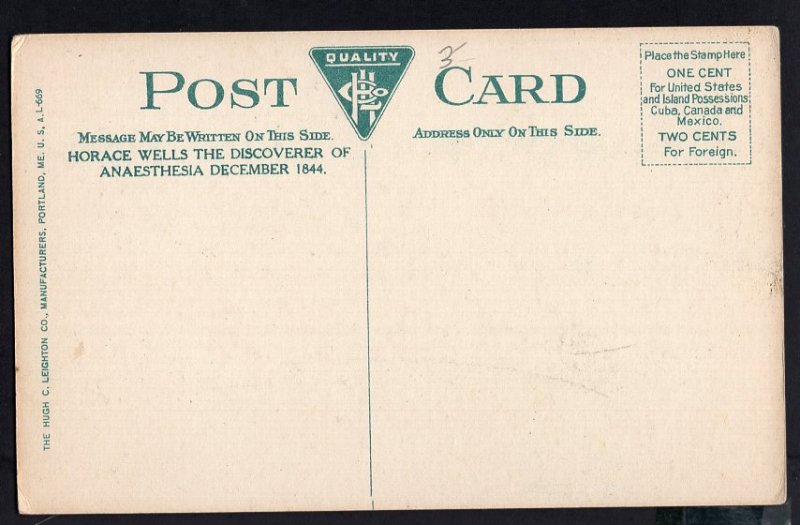 POST CARD
QUALITY
3-
MESSAGE MAY BE WRITTEN ON THIS SIDE.
HORACE WELLS THE DISCOVERER OF
ANAESTHESIA DECEMBER 1844.
ADDRESS ONLY ON THIS SIDE.
Place the Stamp Here
ONE CENT
For United States
and Island Possessions
Cuba, Canada and
Mexico.
TWO CENTS
For Foreign.
THE HUGH C. LEIGHTON CO., MANUFACTURERS, PORTLAND, ME. U. S. A. L-669